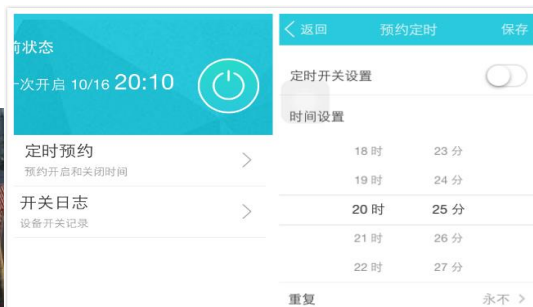 前状态
一次开启 10/16 20:10
定时预约
预约开启和关闭时间
开关日志
设备开关记录
返回 预约定时 保存
定时开关设置
时间设置
18 时 23 分
19 时 24 分
20 时 25 分
21 时 26 分
22 时 27 分
重复 永不